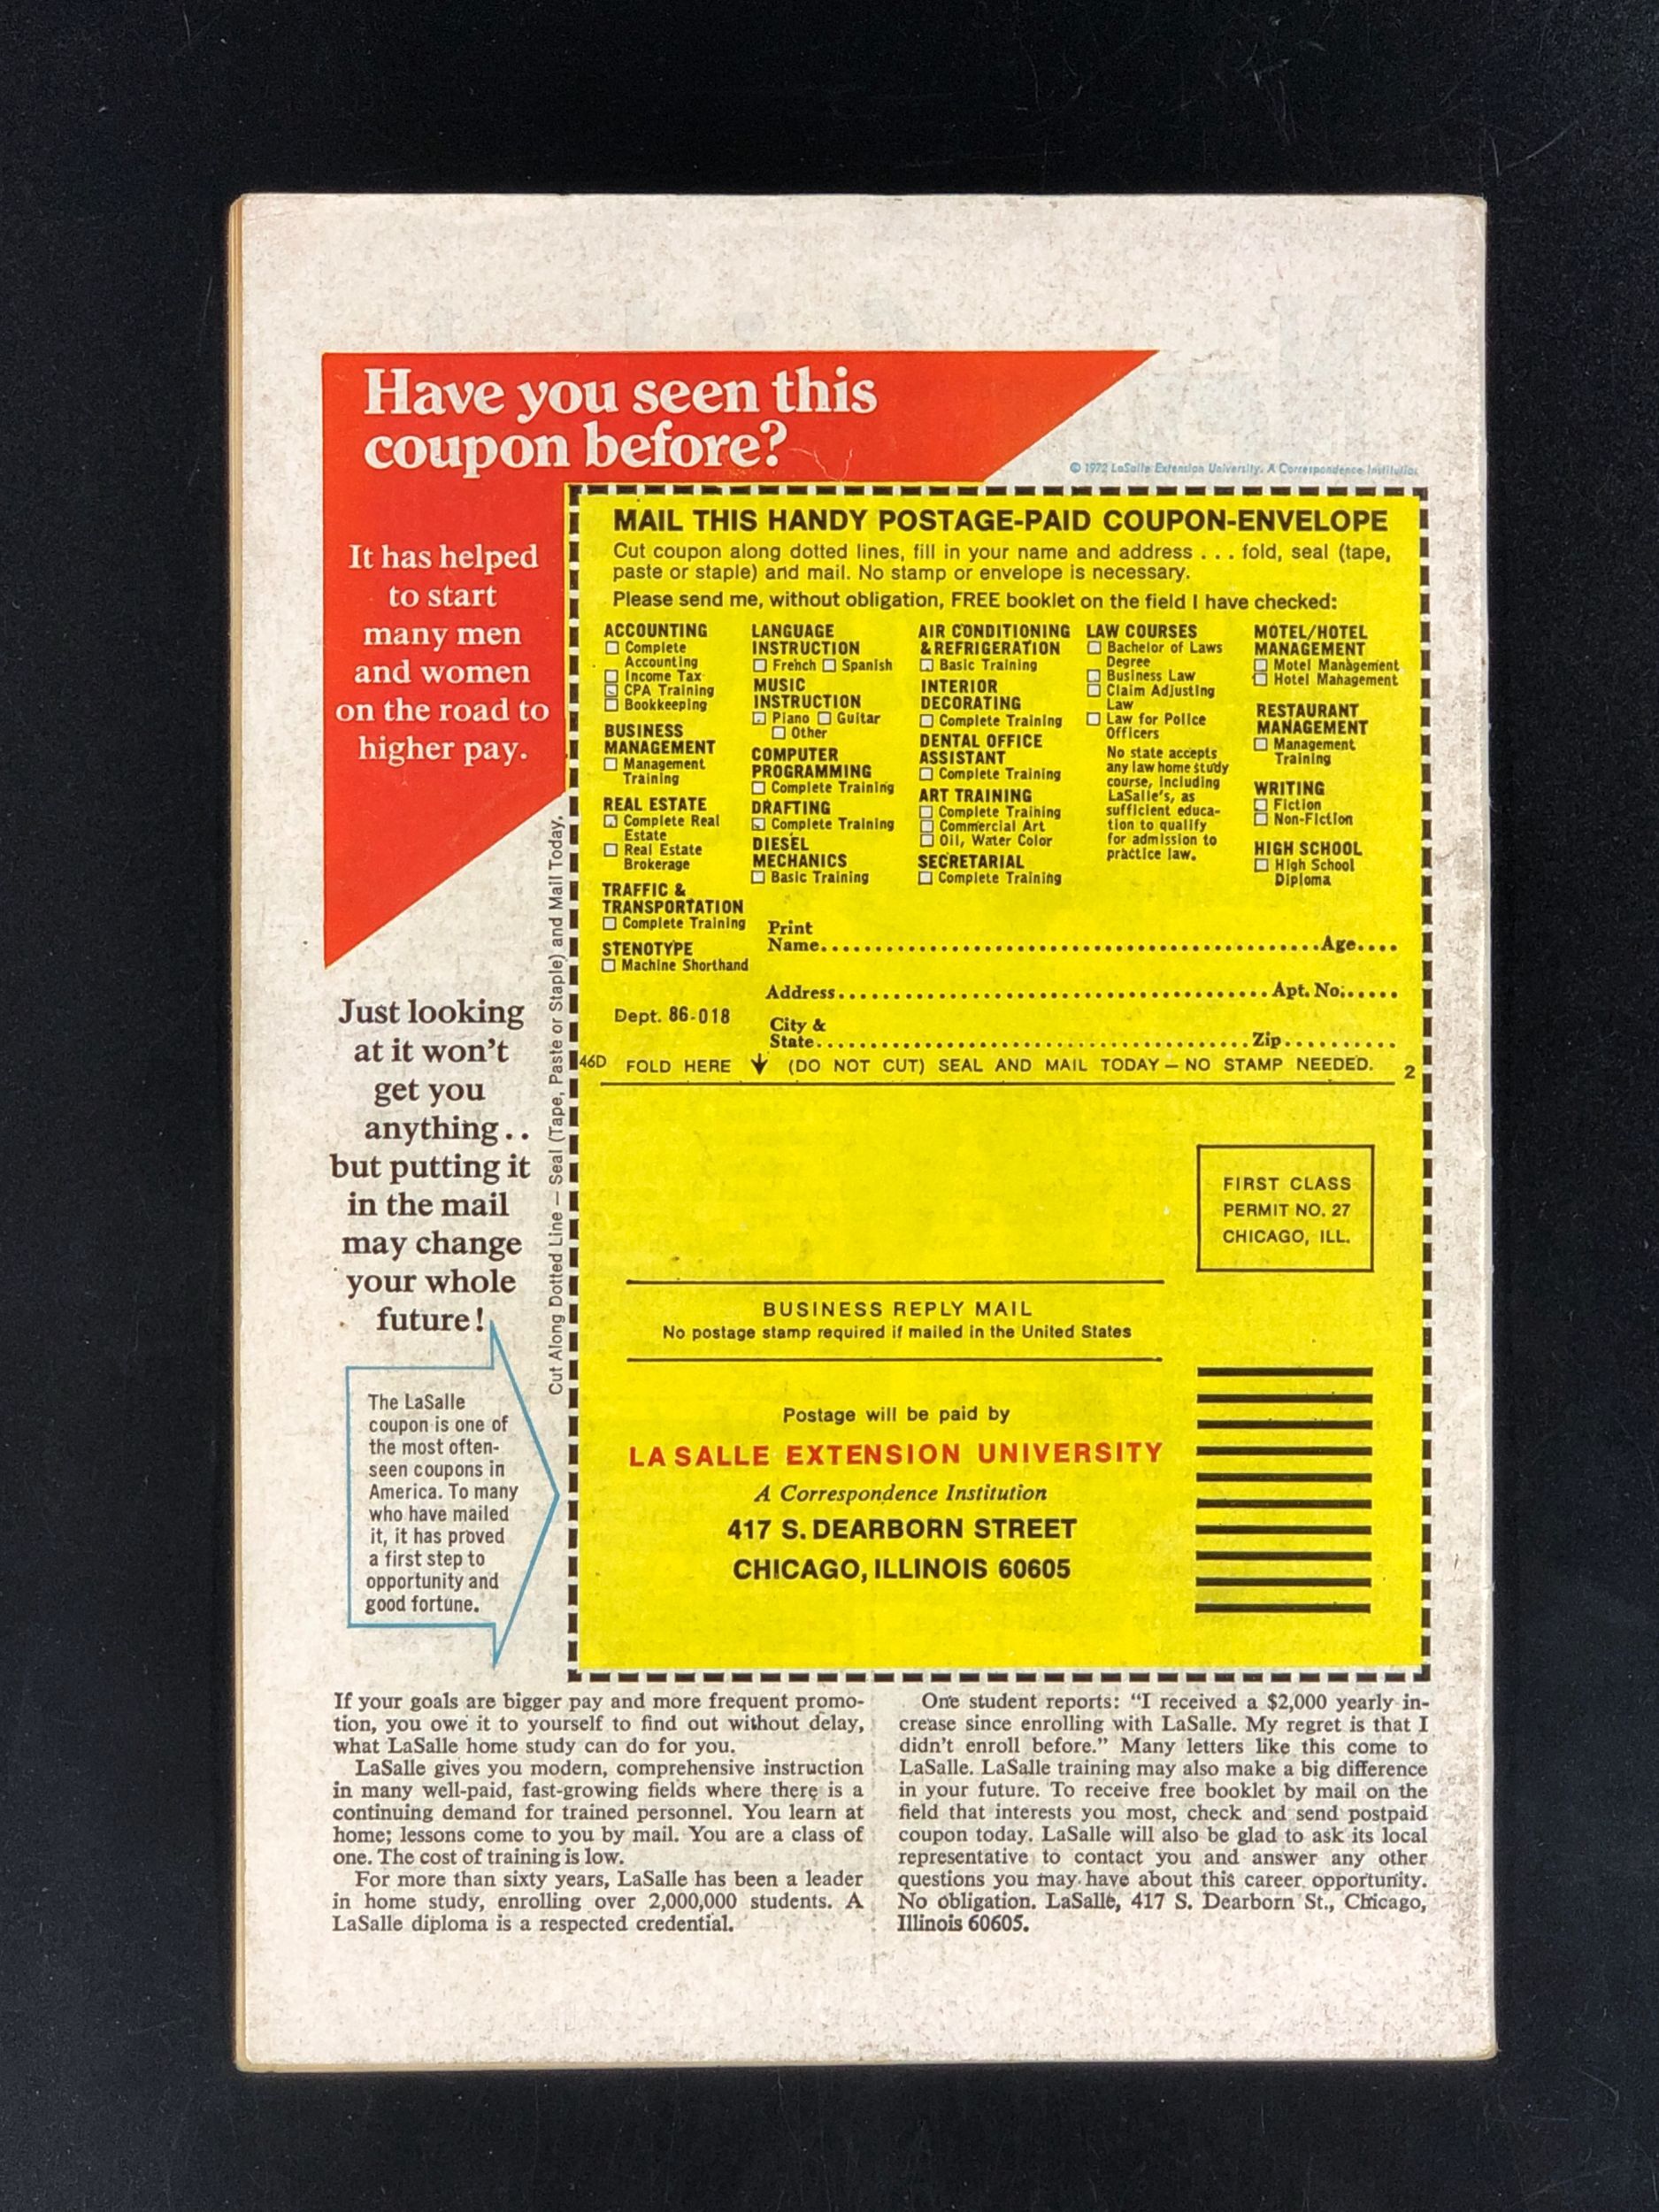 Have you seen this
coupon before?
© 1972 LaSalle Extension University. A Correspondence Institution
It has helped
to start
many men
and women
on the road to
higher pay.
Just looking
at it won't
get you
anything..
but putting it
in the mail
may change
your whole
future!
The LaSalle
coupon is one of
the most often-
seen coupons in
America. To many
who have mailed
it, it has proved
a first step to
opportunity and
good fortune.
Cut Along Dotted Line — Seal (Tape, Paste or Staple) and Mail Today.
MAIL THIS HANDY POSTAGE-PAID COUPON-ENVELOPE
Cut coupon along dotted lines, fill in your name and address . . . fold, seal (tape,
paste or staple) and mail. No stamp or envelope is necessary.
Please send me, without obligation, FREE booklet on the field I have checked:
ACCOUNTING
☐ Complete
Accounting
☐ Income Tax
☐ CPA Training
☐ Bookkeeping
BUSINESS
MANAGEMENT
☐ Management
Training
REAL ESTATE
☐ Complete Real
Estate
☐ Real Estate
Brokerage
TRAFFIC &
TRANSPORTATION
☐ Complete Training
STENOTYPE
☐ Machine Shorthand
LANGUAGE
INSTRUCTION
☐ French ☐ Spanish
MUSIC
INSTRUCTION
☐ Piano ☐ Guitar
☐ Other
COMPUTER
PROGRAMMING
☐ Complete Training
DRAFTING
☐ Complete Training
DIESEL
MECHANICS
☐ Basic Training
AIR CONDITIONING
& REFRIGERATION
☐ Basic Training
INTERIOR
DECORATING
☐ Complete Training
DENTAL OFFICE
ASSISTANT
☐ Complete Training
ART TRAINING
☐ Complete Training
☐ Commercial Art
☐ Oil, Water Color
SECRETARIAL
☐ Complete Training
LAW COURSES
☐ Bachelor of Laws
Degree
☐ Business Law
☐ Claim Adjusting
Law
☐ Law for Police
Officers
No state accepts
any law home study
course, including
LaSalle's, as
sufficient educa-
tion to qualify
for admission to
practice law.
MOTEL/HOTEL
MANAGEMENT
☐ Motel Management
☐ Hotel Management
RESTAURANT
MANAGEMENT
☐ Management
Training
WRITING
☐ Fiction
☐ Non-Fiction
HIGH SCHOOL
☐ High School
Diploma
Print
Name.......................................................Age....
Address..................................................Apt. No......
Dept. 86-018
City &
State..................................................Zip..........
46D FOLD HERE ↓ (DO NOT CUT) SEAL AND MAIL TODAY — NO STAMP NEEDED. 2
FIRST CLASS
PERMIT NO. 27
CHICAGO, ILL.
BUSINESS REPLY MAIL
No postage stamp required if mailed in the United States
Postage will be paid by
LA SALLE EXTENSION UNIVERSITY
A Correspondence Institution
417 S. DEARBORN STREET
CHICAGO, ILLINOIS 60605
If your goals are bigger pay and more frequent promo-
tion, you owe it to yourself to find out without delay,
what LaSalle home study can do for you.
LaSalle gives you modern, comprehensive instruction
in many well-paid, fast-growing fields where there is a
continuing demand for trained personnel. You learn at
home; lessons come to you by mail. You are a class of
one. The cost of training is low.
For more than sixty years, LaSalle has been a leader
in home study, enrolling over 2,000,000 students. A
LaSalle diploma is a respected credential.
One student reports: "I received a $2,000 yearly in-
crease since enrolling with LaSalle. My regret is that I
didn't enroll before." Many letters like this come to
LaSalle. LaSalle training may also make a big difference
in your future. To receive free booklet by mail on the
field that interests you most, check and send postpaid
coupon today. LaSalle will also be glad to ask its local
representative to contact you and answer any other
questions you may have about this career opportunity.
No obligation. LaSalle, 417 S. Dearborn St., Chicago,
Illinois 60605.